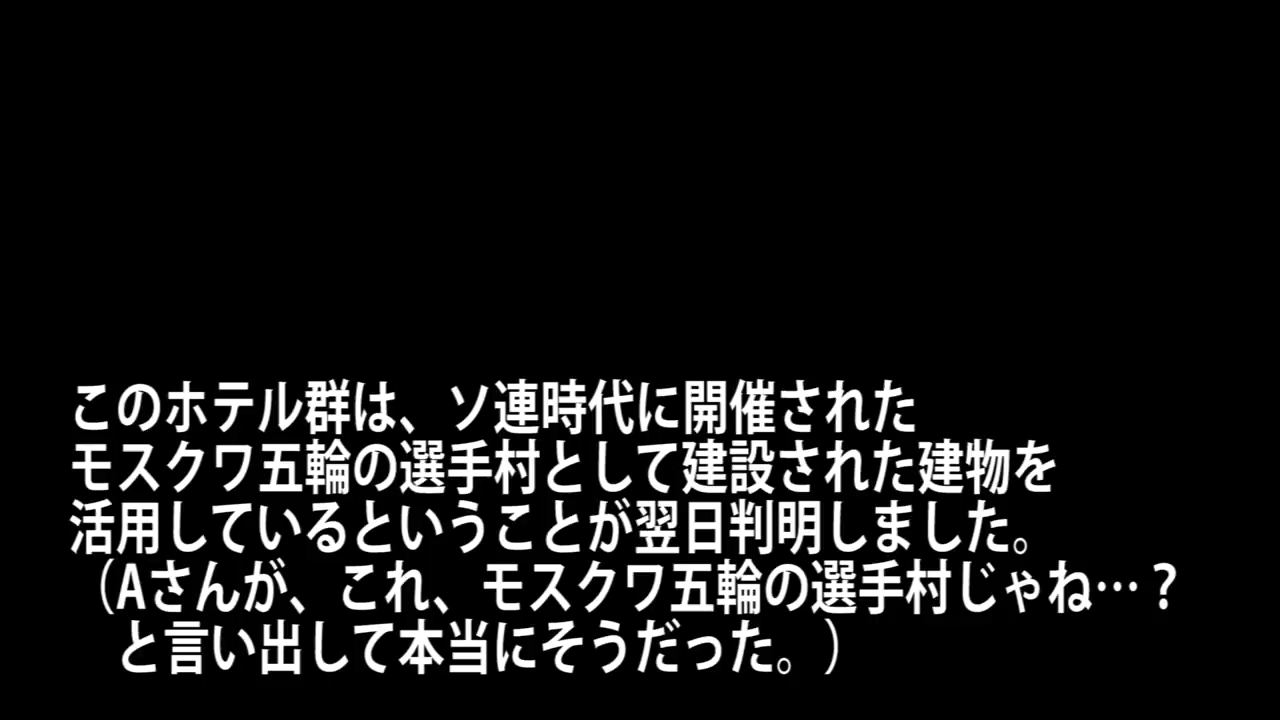 このホテル群は、ソ連時代に開催された
モスクワ五輪の選手村として建設された建物を
活用しているということが翌日判明しました。
（Aさんが、これ、モスクワ五輪の選手村じゃね…？
と言い出して本当にそうだった。）